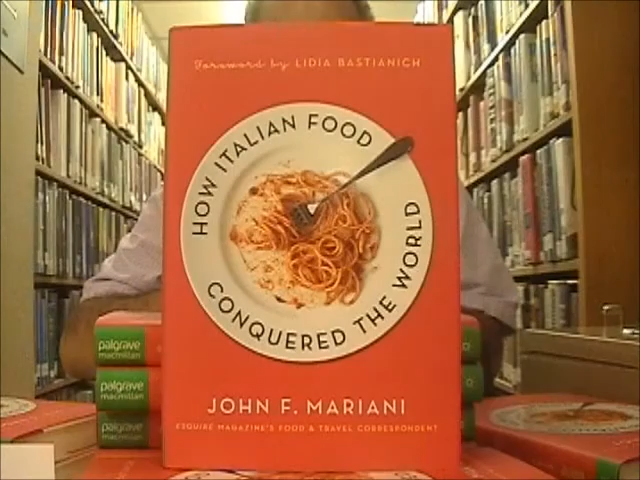 Foreword by LIDIA BASTIANICH
HOW ITALIAN FOOD
CONQUERED THE WORLD
JOHN F. MARIANI
ESQUIRE MAGAZINE'S FOOD & TRAVEL CORRESPONDENT
palgrave
macmillan
palgrave
macmillan
palgrave
macmillan